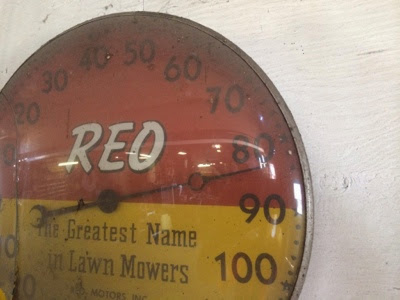 40 50
30 60
20 70
REO
80
The Greatest Name 90
in Lawn Mowers
100
MOTORS, INC.